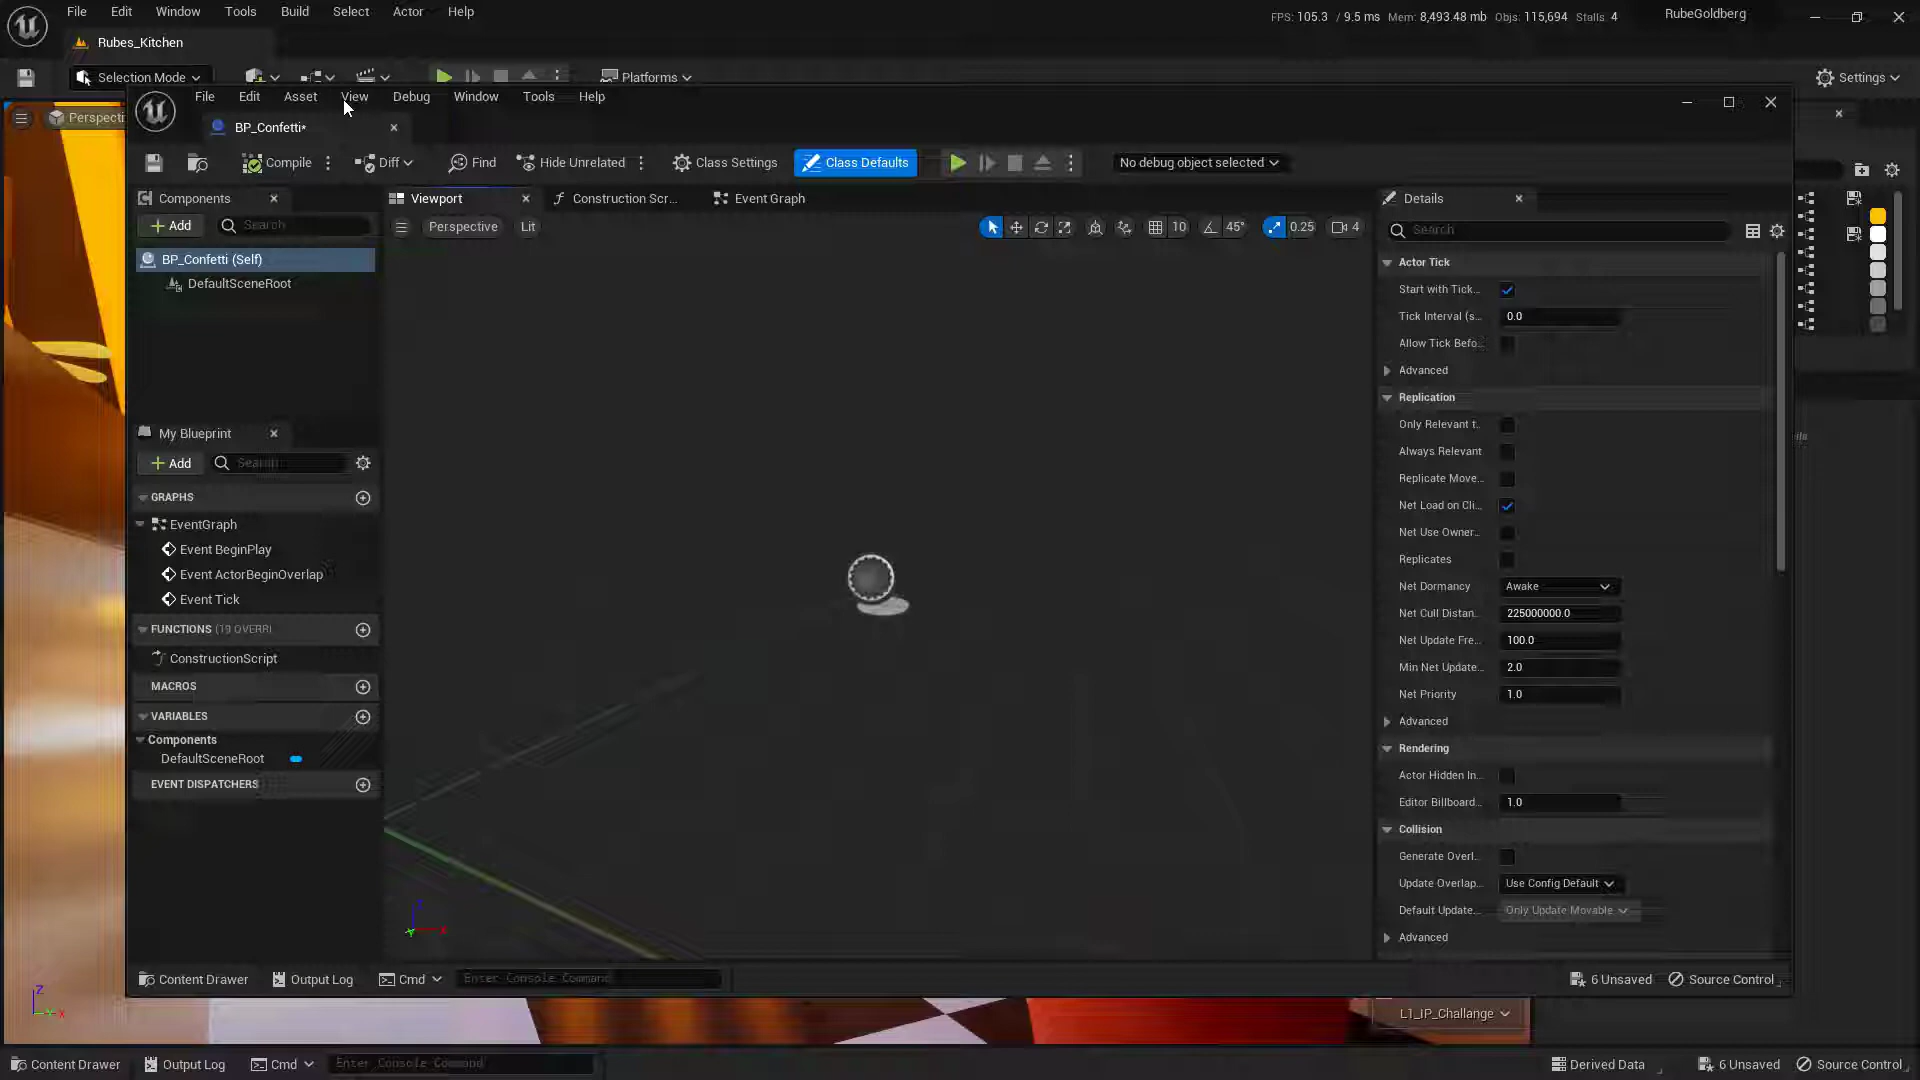 File Edit Window Tools Build Select Actor Help
FPS: 105.3 / 9.5 ms Mem: 8,493.48 mb Objs: 115,694 Stalls: 4
RubeGoldberg
Rubes_Kitchen
Selection Mode
Platforms
Settings
Perspecti
File Edit Asset View Debug Window Tools Help
BP_Confetti*
Compile
Diff
Find
Hide Unrelated
Class Settings
Class Defaults
No debug object selected
Components
Add
Search
BP_Confetti (Self)
DefaultSceneRoot
My Blueprint
Add
Search
GRAPHS
EventGraph
Event BeginPlay
Event ActorBeginOverlap
Event Tick
FUNCTIONS (19 OVERRI
ConstructionScript
MACROS
VARIABLES
Components
DefaultSceneRoot
EVENT DISPATCHERS
Viewport
Construction Scr...
Event Graph
Perspective
Lit
10
45°
0.25
4
Details
Search
Actor Tick
Start with Tick...
Tick Interval (s... 0.0
Allow Tick Befo...
Advanced
Replication
Only Relevant t..
Always Relevant
Replicate Move...
Net Load on Cli...
Net Use Owner...
Replicates
Net Dormancy Awake
Net Cull Distan... 225000000.0
Net Update Fre... 100.0
Min Net Update... 2.0
Net Priority 1.0
Advanced
Rendering
Actor Hidden In...
Editor Billboard... 1.0
Collision
Generate Overl...
Update Overlap... Use Config Default
Default Update... Only Update Movable
Advanced
Z
X
Content Drawer
Output Log
Cmd
Enter Console Command
6 Unsaved
Source Control
Z
X
L1_IP_Challange
Content Drawer
Output Log
Cmd
Enter Console Command
Derived Data
6 Unsaved
Source Control